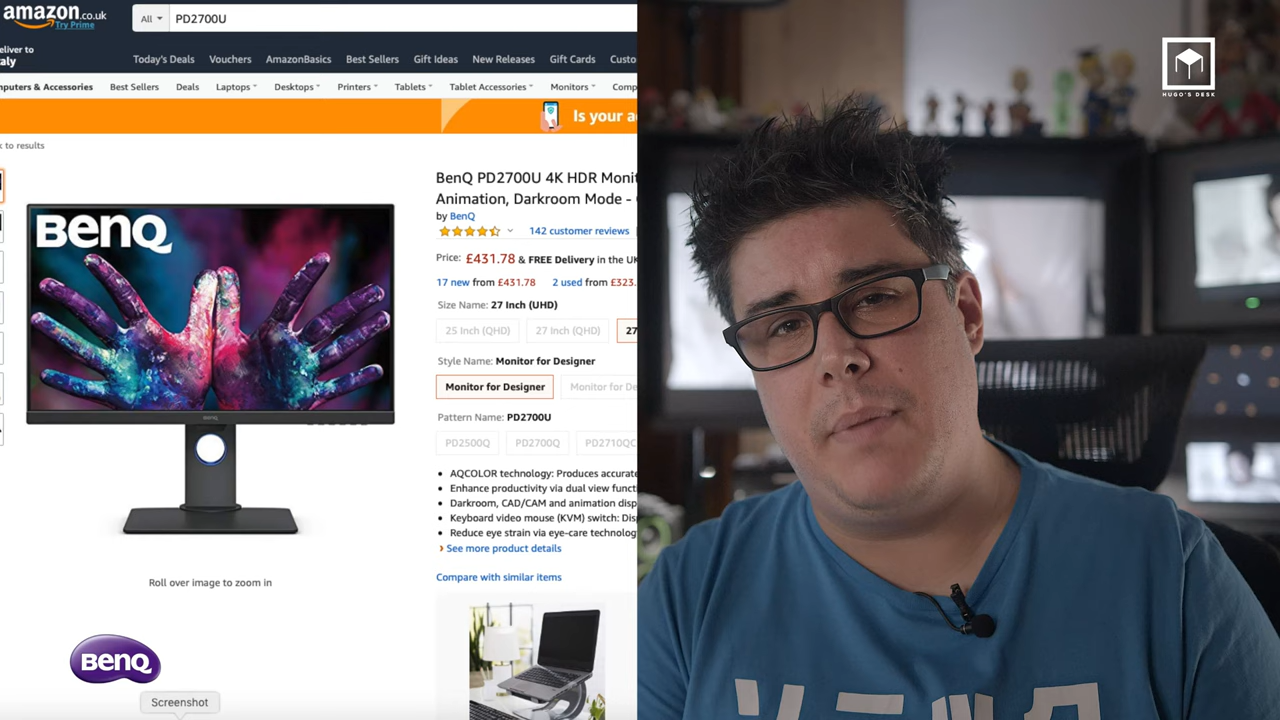 amazon.co.uk
Try Prime
All
PD2700U
eliver to
aly
Today's Deals Vouchers AmazonBasics Best Sellers Gift Ideas New Releases Gift Cards Custo
mputers & Accessories Best Sellers Deals Laptops Desktops Printers Tablets Tablet Accessories Monitors Comp
Is your a
k to results
BenQ PD2700U 4K HDR Monit
Animation, Darkroom Mode -
by BenQ
142 customer reviews
Price: £431.78 & FREE Delivery in the UK
17 new from £431.78 2 used from £323.
Size Name: 27 Inch (UHD)
25 Inch (QHD) 27 Inch (QHD) 27
Style Name: Monitor for Designer
Monitor for Designer Monitor for De
Pattern Name: PD2700U
PD2500Q PD2700Q PD2710QC
AQCOLOR technology: Produces accurate
Enhance productivity via dual view funct
Darkroom, CAD/CAM and animation disp
Keyboard video mouse (KVM) switch: Dis
Reduce eye strain via eye-care technolog
See more product details
Compare with similar items
BenQ
BenQ
Roll over image to zoom in
BenQ
Screenshot
HUGO'S DESK